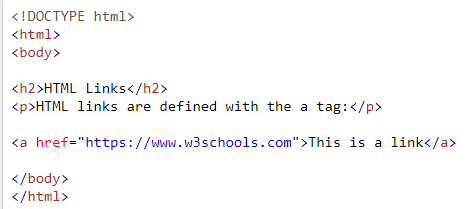 <!DOCTYPE html>
<html>
<body>
<h2>HTML Links</h2>
<p>HTML links are defined with the a tag:</p>
<a href="https://www.w3schools.com">This is a link</a>
</body>
</html>